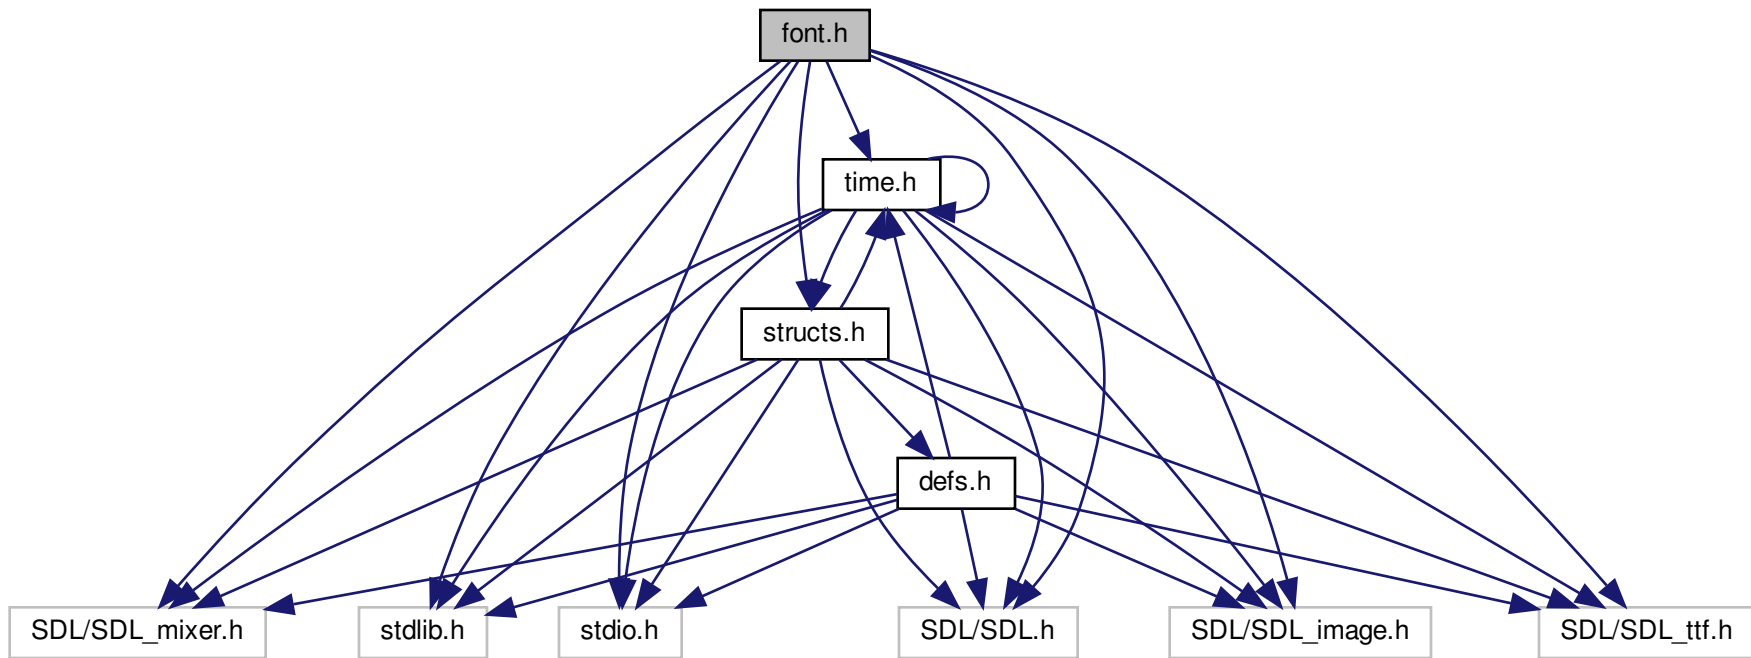 font.h
time.h
structs.h
defs.h
SDL/SDL_mixer.h
stdlib.h
stdio.h
SDL/SDL.h
SDL/SDL_image.h
SDL/SDL_ttf.h